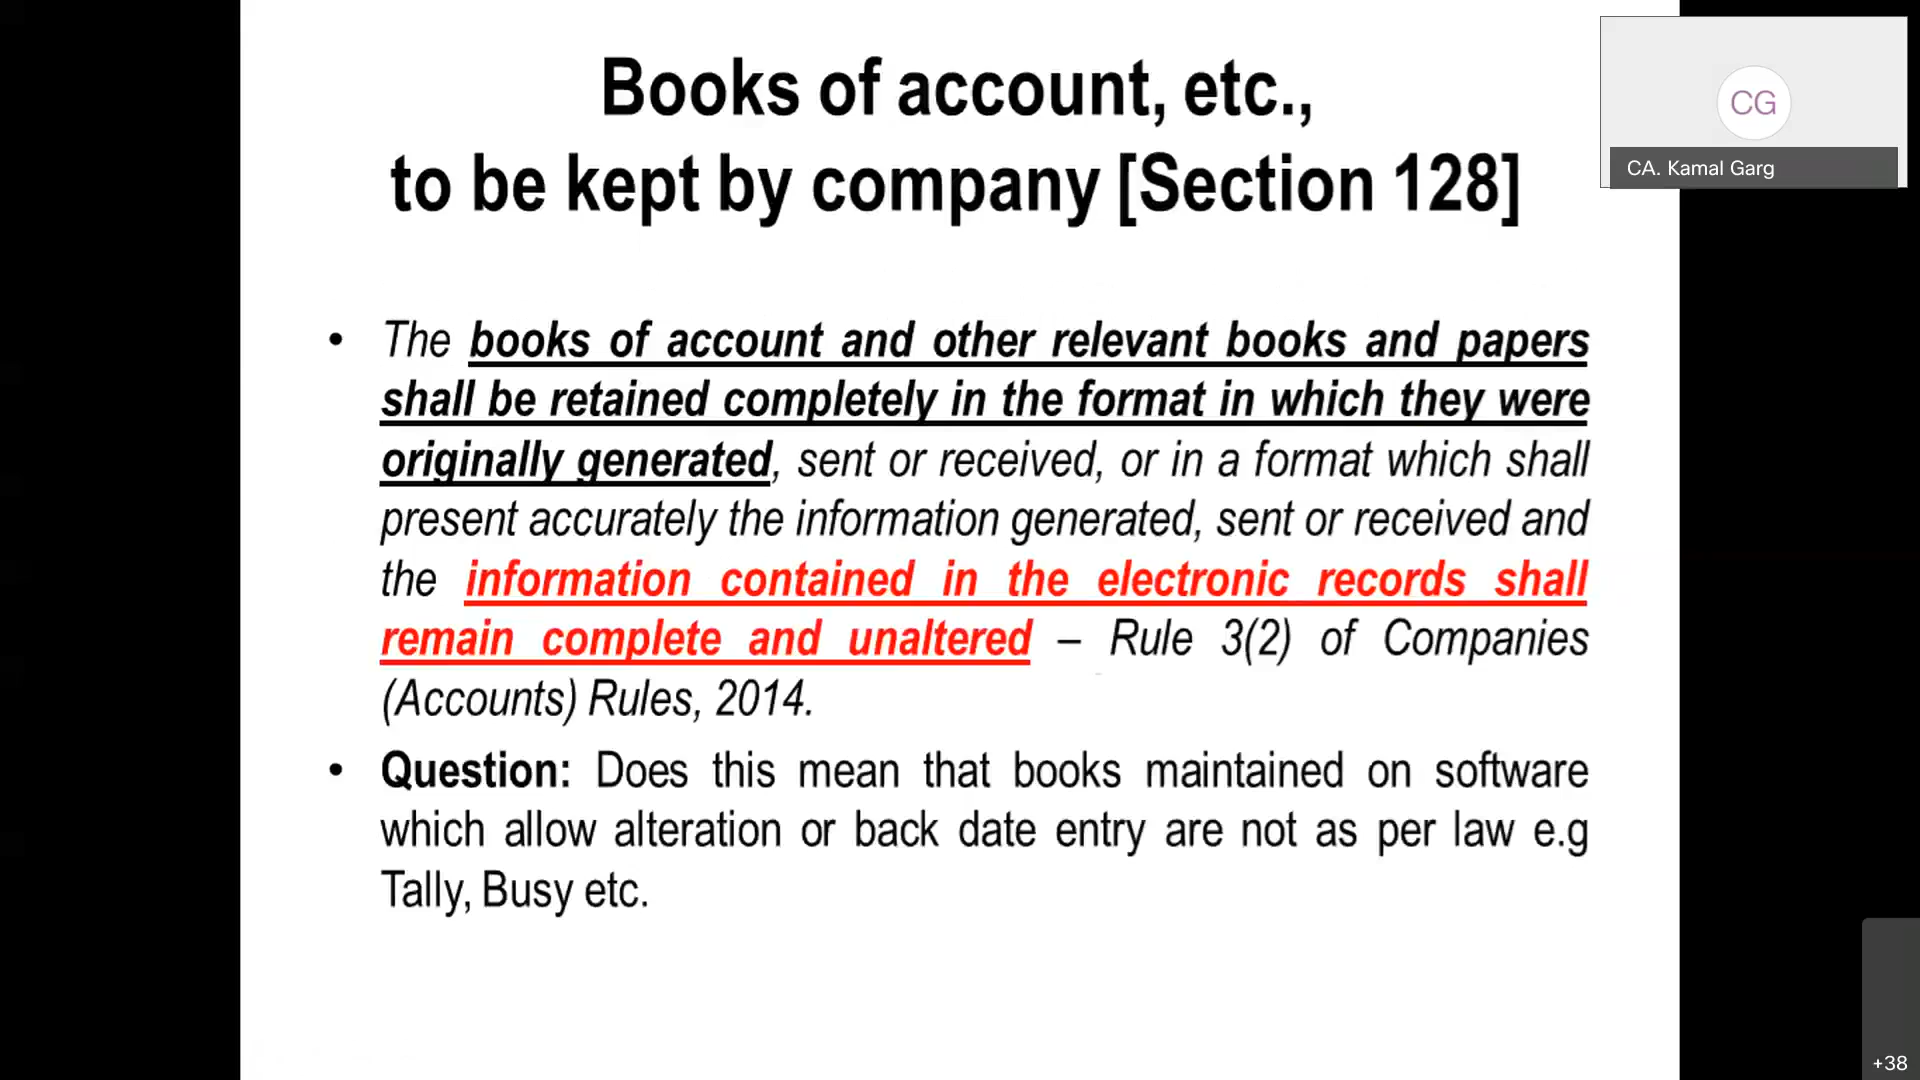 Books of account, etc.,
to be kept by company [Section 128]
CG
CA. Kamal Garg
• The books of account and other relevant books and papers
shall be retained completely in the format in which they were
originally generated, sent or received, or in a format which shall
present accurately the information generated, sent or received and
the information contained in the electronic records shall
remain complete and unaltered – Rule 3(2) of Companies
(Accounts) Rules, 2014.
• Question: Does this mean that books maintained on software
which allow alteration or back date entry are not as per law e.g
Tally, Busy etc.
+38